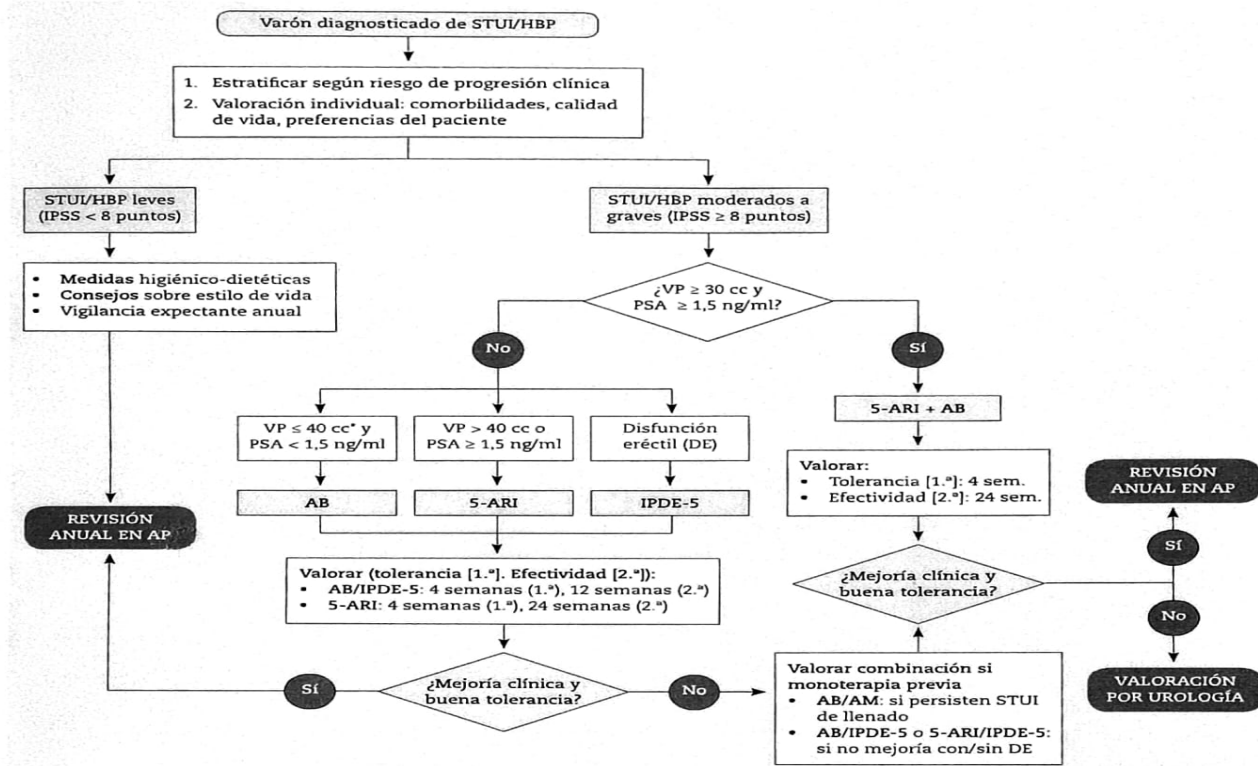 Varón diagnosticado de STUI/HBP
1. Estratificar según riesgo de progresión clínica
2. Valoración individual: comorbilidades, calidad
de vida, preferencias del paciente
STUI/HBP leves
(IPSS < 8 puntos)
STUI/HBP moderados a
graves (IPSS ≥ 8 puntos)
• Medidas higiénico-dietéticas
• Consejos sobre estilo de vida
• Vigilancia expectante anual
¿VP ≥ 30 cc y
PSA ≥ 1,5 ng/ml?
No
Sí
VP ≤ 40 cc* y
PSA < 1,5 ng/ml
VP > 40 cc o
PSA ≥ 1,5 ng/ml
Disfunción
eréctil (DE)
5-ARI + AB
AB
5-ARI
IPDE-5
Valorar:
• Tolerancia [1.ª]: 4 sem.
• Efectividad [2.ª]: 24 sem.
REVISIÓN
ANUAL EN AP
REVISIÓN
ANUAL EN AP
Valorar (tolerancia [1.ª]. Efectividad [2.ª]):
• AB/IPDE-5: 4 semanas (1.ª), 12 semanas (2.ª)
• 5-ARI: 4 semanas (1.ª), 24 semanas (2.ª)
¿Mejoría clínica y
buena tolerancia?
Sí
No
¿Mejoría clínica y
buena tolerancia?
Sí
No
Valorar combinación si
monoterapia previa
• AB/AM: si persisten STUI
de llenado
• AB/IPDE-5 o 5-ARI/IPDE-5:
si no mejoría con/sin DE
VALORACIÓN
POR UROLOGÍA